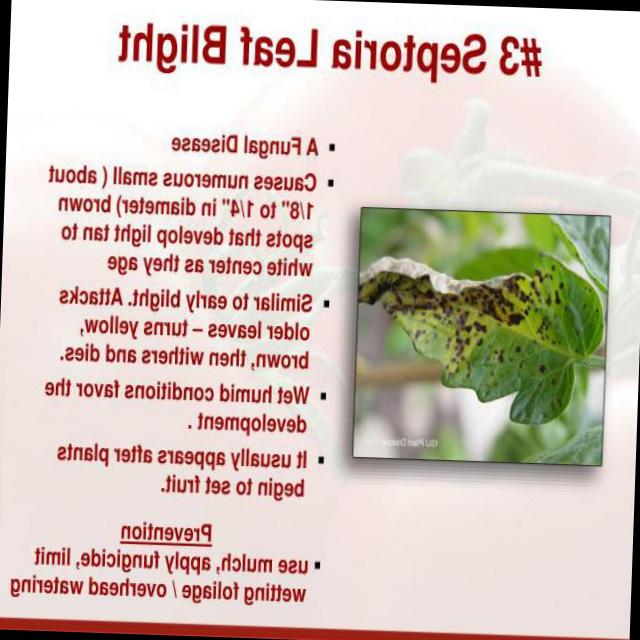 #3 Septoria Leaf Blight
▪ A Fungal Disease
▪ Causes numerous small ( about
1/8" to 1/4" in diameter) brown
spots that develop light tan to
white center as they age
▪ Similar to early blight. Attacks
older leaves – turns yellow,
brown, then withers and dies.
▪ Wet humid conditions favor the
development .
▪ It usually appears after plants
begin to set fruit.
Prevention
▪ use mulch, apply fungicide, limit
wetting foliage / overhead watering
ISU Plant Disease